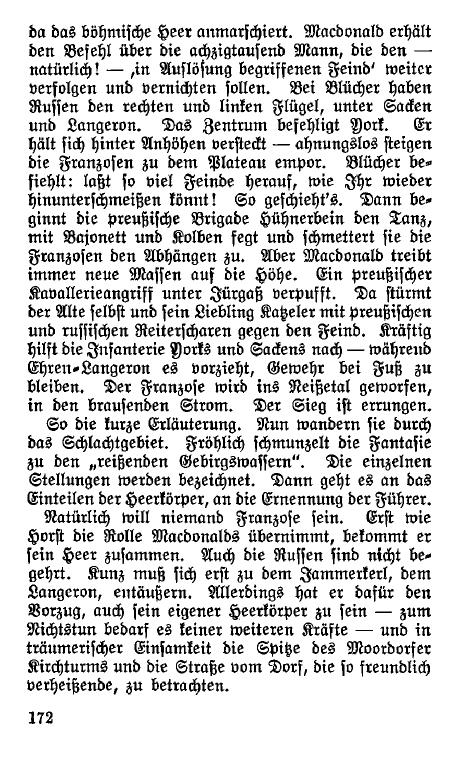 da das böhmische Heer anmarschiert. Macdonald erhält
den Befehl über die achzigtausend Mann, die den —
natürlich! — ‚in Auflösung begriffenen Feind‘ weiter
verfolgen und vernichten sollen. Bei Blücher haben
Russen den rechten und linken Flügel, unter Sacken
und Langeron. Das Zentrum befehligt York. Er
hält sich hinter Anhöhen versteckt — ahnungslos steigen
die Franzosen zu dem Plateau empor. Blücher be-
fiehlt: laßt so viel Feinde herauf, wie Ihr wieder
hinunterschmeißen könnt! So geschieht's. Dann be-
ginnt die preußische Brigade Hühnerbein den Tanz,
mit Bajonett und Kolben fegt und schmettert sie die
Franzosen den Abhängen zu. Aber Macdonald treibt
immer neue Massen auf die Höhe. Ein preußischer
Kavallerieangriff unter Jürgaß verpufft. Da stürmt
der Alte selbst und sein Liebling Katzeler mit preußischen
und russischen Reiterscharen gegen den Feind. Kräftig
hilft die Infanterie Yorks und Sackens nach — während
Ehren-Langeron es vorzieht, Gewehr bei Fuß zu
bleiben. Der Franzose wird ins Neißetal geworfen,
in den brausenden Strom. Der Sieg ist errungen.
So die kurze Erläuterung. Nun wandern sie durch
das Schlachtgebiet. Fröhlich schmunzelt die Fantasie
zu den „reißenden Gebirgswassern“. Die einzelnen
Stellungen werden bezeichnet. Dann geht es an das
Einteilen der Heerkörper, an die Ernennung der Führer.
Natürlich will niemand Franzose sein. Erst wie
Horst die Rolle Macdonalds übernimmt, bekommt er
sein Heer zusammen. Auch die Russen sind nicht be-
gehrt. Kunz muß sich erst zu dem Jammerkerl, dem
Langeron, entäußern. Allerdings hat er dafür den
Vorzug, auch sein eigener Heerkörper zu sein — zum
Nichtstun bedarf es keiner weiteren Kräfte — und in
träumerischer Einsamkeit die Spitze des Moordorfer
Kirchturms und die Straße vom Dorf, die so freundlich
verheißende, zu betrachten.
172